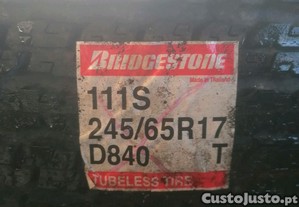 BRIDGESTONE
111S
245/65R17
D840 T
TUBELESS TIRE
CustoJusto.pt